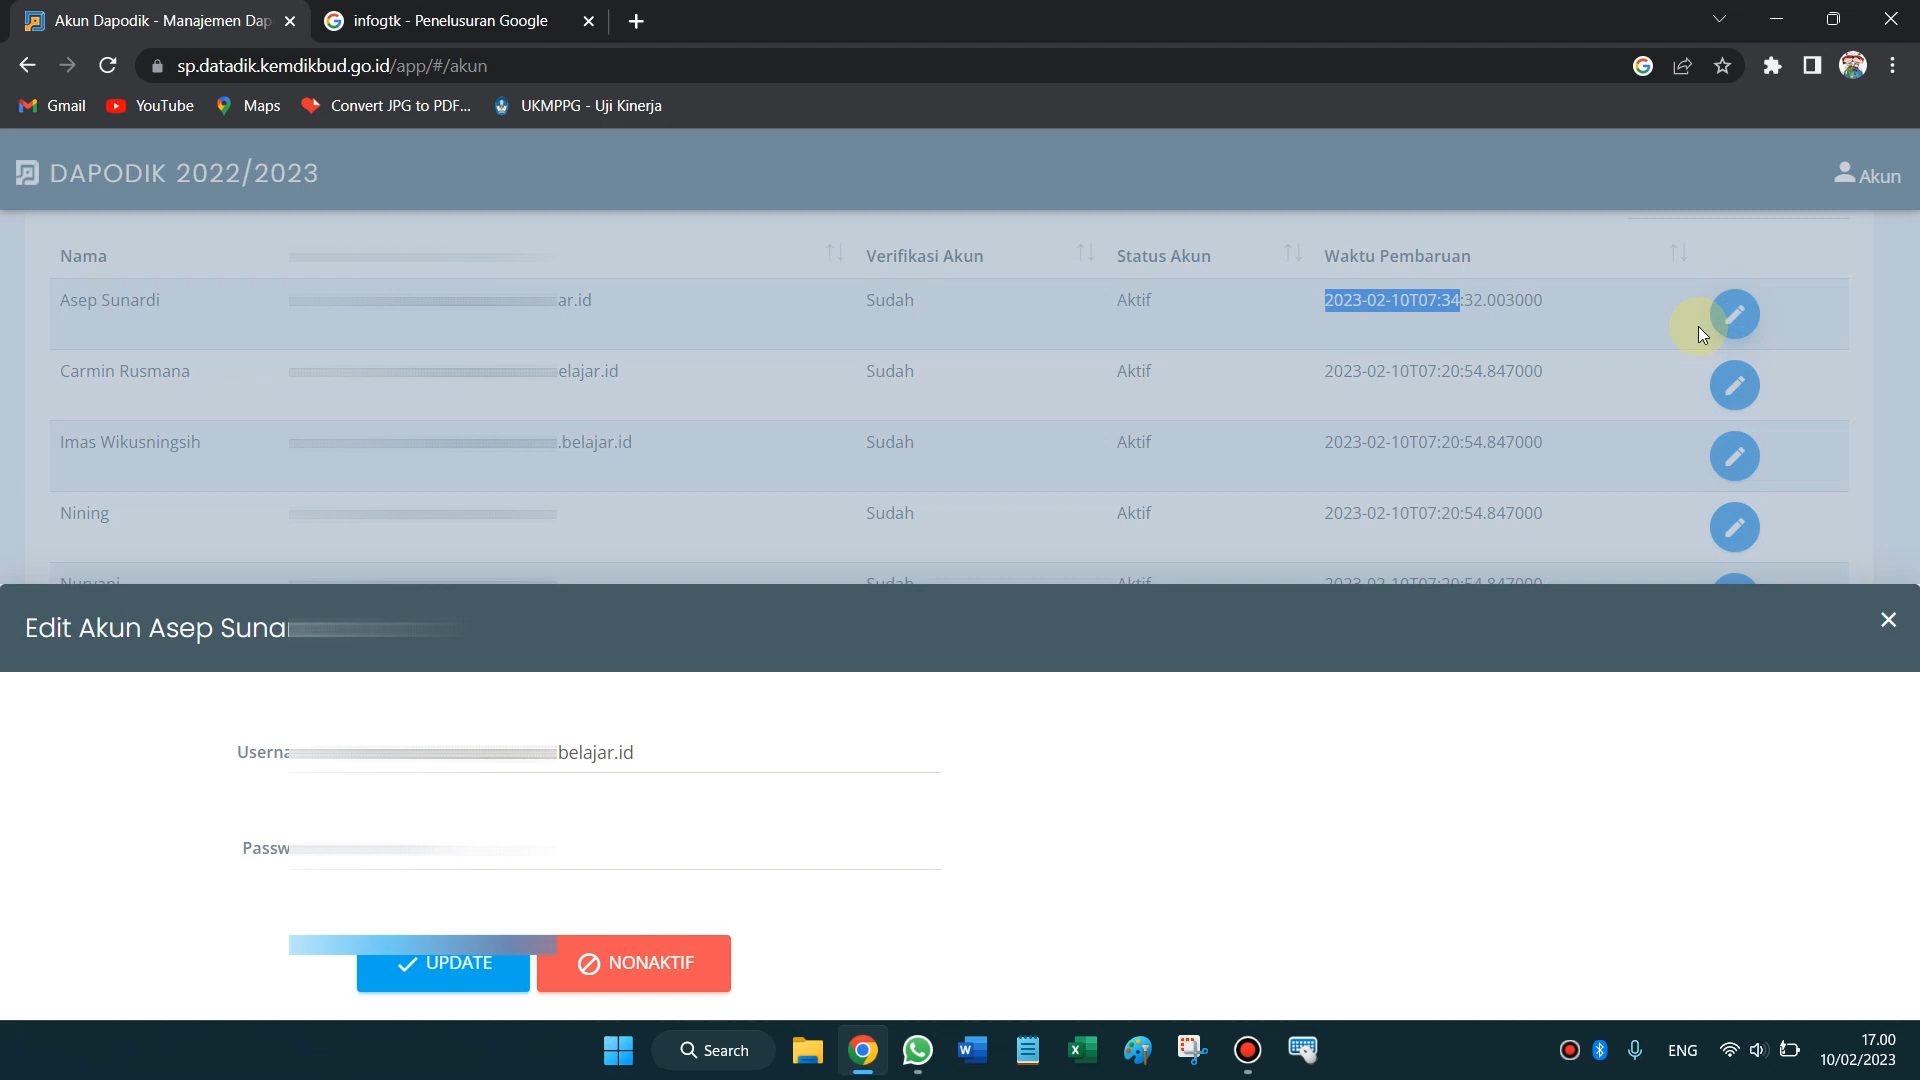 Akun Dapodik - Manajemen Dap
infogtk - Penelusuran Google
sp.datadik.kemdikbud.go.id/app/#/akun
Gmail YouTube Maps Convert JPG to PDF... UKMPPG - Uji Kinerja
DAPODIK 2022/2023
Akun
Nama Verifikasi Akun Status Akun Waktu Pembaruan
Asep Sunardi ar.id Sudah Aktif 2023-02-10T07:34:32.003000
Carmin Rusmana elajar.id Sudah Aktif 2023-02-10T07:20:54.847000
Imas Wikusningsih .belajar.id Sudah Aktif 2023-02-10T07:20:54.847000
Nining Sudah Aktif 2023-02-10T07:20:54.847000
Nuryani Sudah Aktif 2023-02-10T07:20:54.847000
Edit Akun Asep Sunar
Userna belajar.id
Passw
UPDATE NONAKTIF
Search
ENG
17.00
10/02/2023